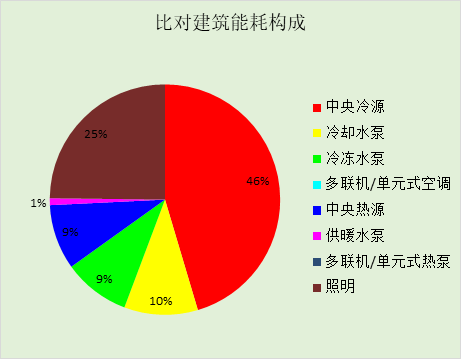 比对建筑能耗构成
中央冷源
冷却水泵
冷冻水泵
多联机/单元式空调
中央热源
供暖水泵
多联机/单元式热泵
照明
25%
46%
1%
9%
9%
10%